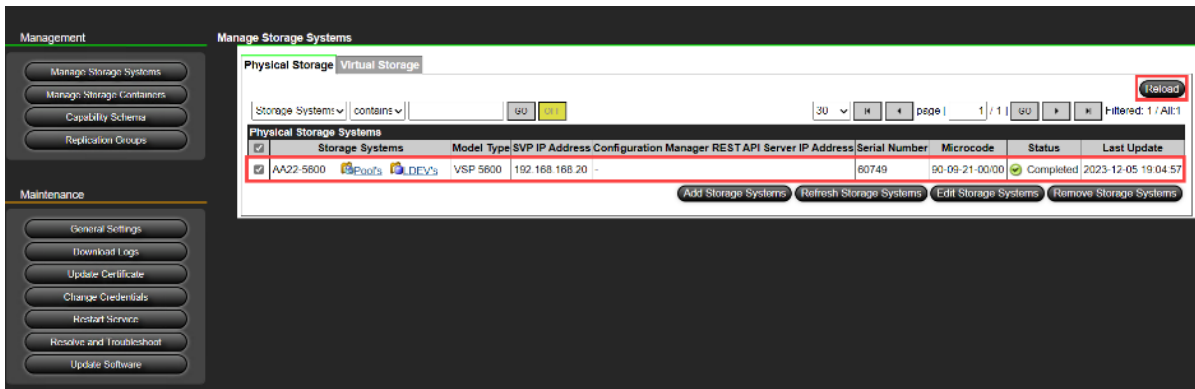 Management
Manage Storage Systems
Manage Storage Systems
Manage Storage Containers
Capability Schema
Replication Groups
Maintenance
General Settings
Download Logs
Update Certificate
Change Credentials
Restart Service
Resolve and Troubleshoot
Update Software
Physical Storage Virtual Storage
Reload
Storage Systems contains GO OFF 30 page | 1 / 1 | GO Filtered: 1 / All:1
Physical Storage Systems
Storage Systems Model Type SVP IP Address Configuration Manager REST API Server IP Address Serial Number Microcode Status Last Update
AA22-5600 Pool's LDEV's VSP 5600 192.168.168.20 - 60749 90-09-21-00/00 Completed 2023-12-05 19:04:57
Add Storage Systems Refresh Storage Systems Edit Storage Systems Remove Storage Systems